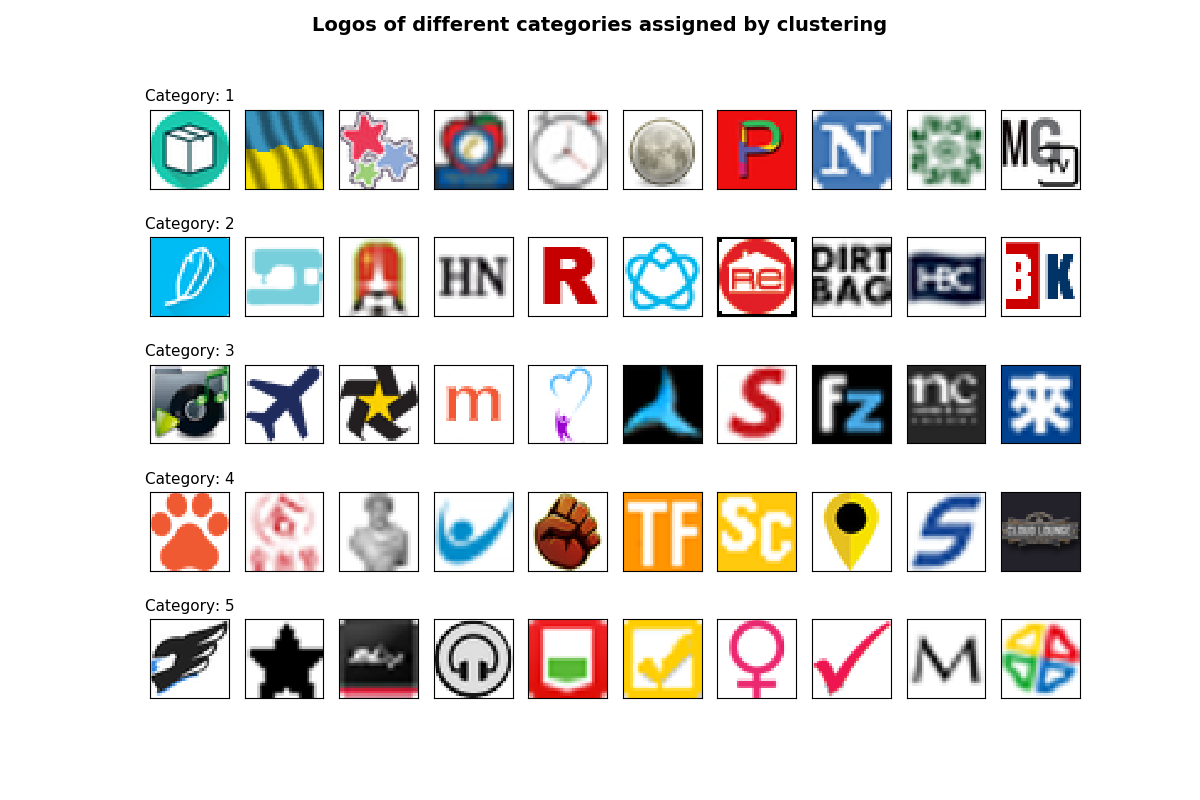 Logos of different categories assigned by clustering
Category: 1
P
N
MG
TV
Category: 2
HN
R
RE
DIRT
BAG
HBC
BK
Category: 3
m
S
Fz
nc
來
Category: 4
TF
SC
S
CLOUD LOUNGE
Category: 5
M